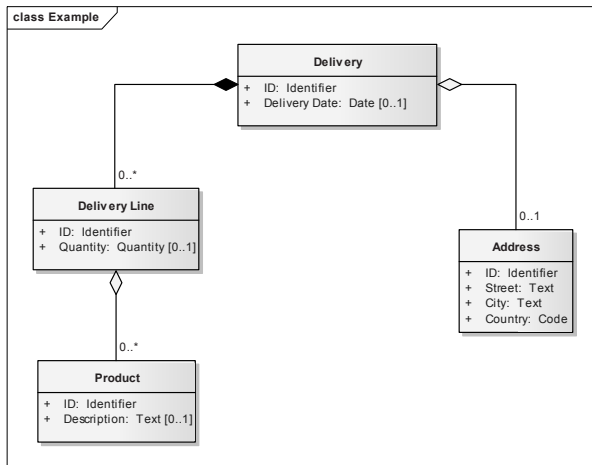 class Example
Delivery
+ ID: Identifier
+ Delivery Date: Date [0..1]
0..*
0..1
Delivery Line
+ ID: Identifier
+ Quantity: Quantity [0..1]
Address
+ ID: Identifier
+ Street: Text
+ City: Text
+ Country: Code
0..*
Product
+ ID: Identifier
+ Description: Text [0..1]